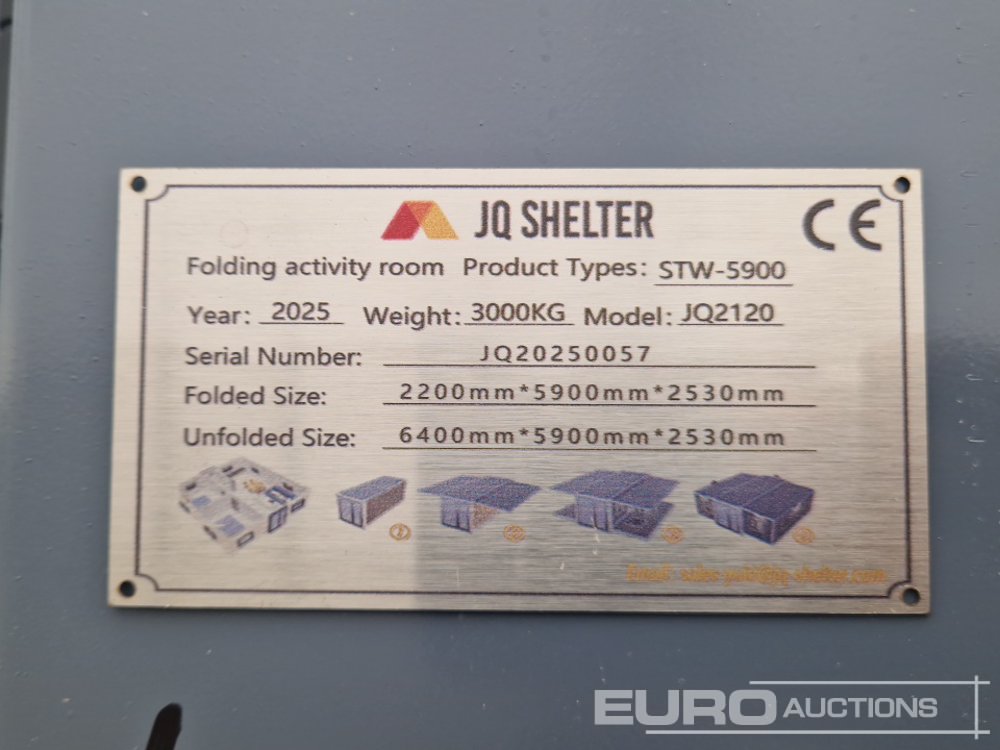 JQ SHELTER
CE
Folding activity room Product Types: STW-5900
Year: 2025 Weight: 3000KG Model: JQ2120
Serial Number: JQ20250057
Folded Size: 2200mm*5900mm*2530mm
Unfolded Size: 6400mm*5900mm*2530mm
Email:
EURO AUCTIONS